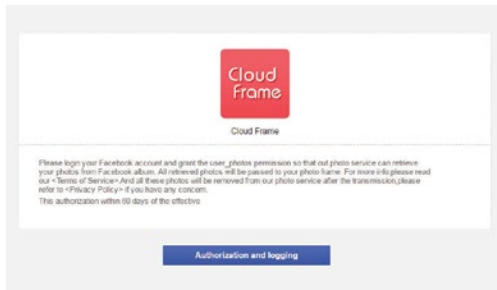 Cloud
Frame
Cloud Frame
Please login your Facebook account and grant the user_photos permission so that out photo service can retrieve
your photos from Facebook album. All retrieved photos will be passed to your photo frame. For more info,please read
our <Terms of Service>.And all these photos will be removed from our photo service after the transmission,please
refer to <Privacy Policy> if you have any concern.
This authorization within 60 days of the effective
Authorization and logging